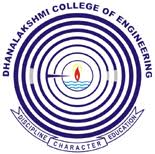 DHANALAKSHMI COLLEGE OF ENGINEERING
DISCIPLINE CHARACTER EDUCATION